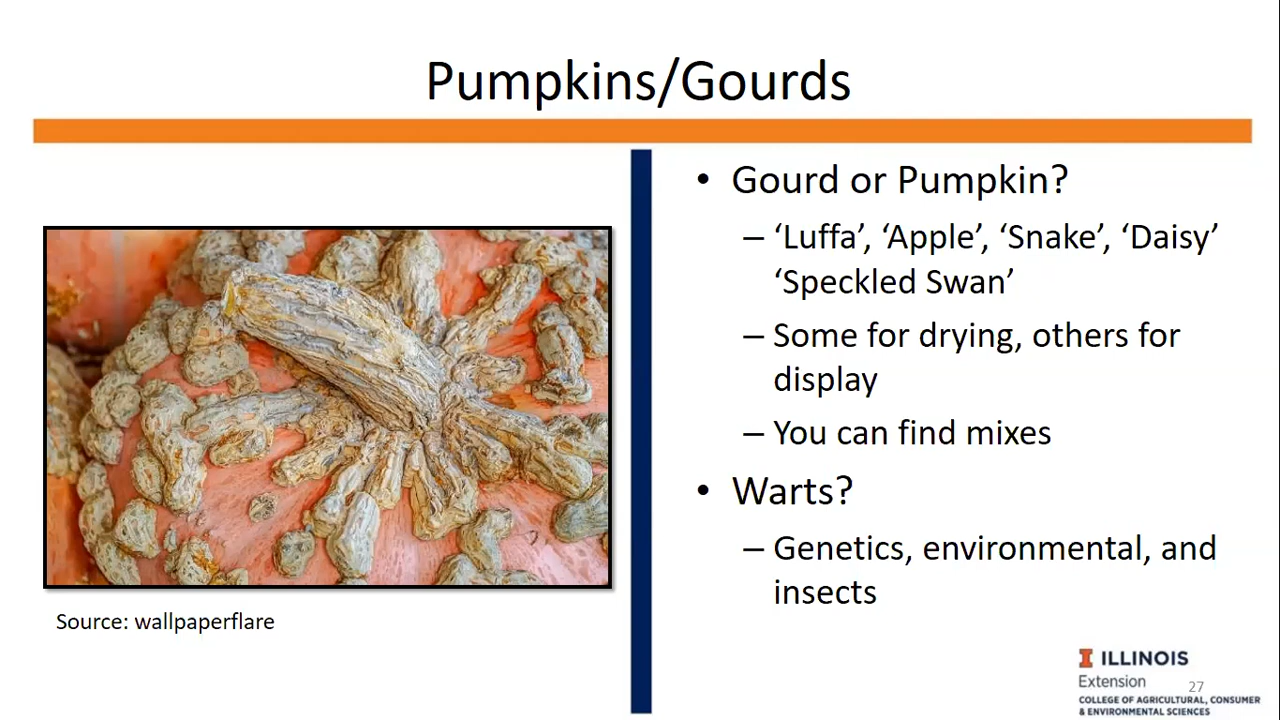 Pumpkins/Gourds
• Gourd or Pumpkin?
– ‘Luffa’, ‘Apple’, ‘Snake’, ‘Daisy’
‘Speckled Swan’
– Some for drying, others for
display
– You can find mixes
• Warts?
– Genetics, environmental, and
insects
Source: wallpaperflare
I ILLINOIS
Extension
27
COLLEGE OF AGRICULTURAL, CONSUMER
& ENVIRONMENTAL SCIENCES